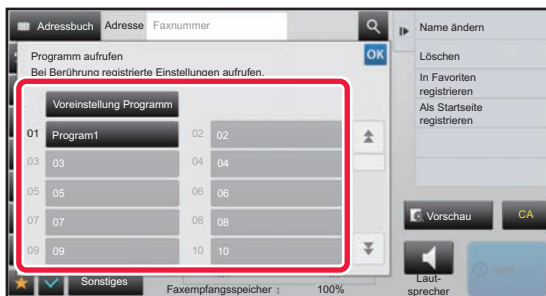 Adressbuch Adresse Faxnummer
Programm aufrufen OK
Bei Berührung registrierte Einstellungen aufrufen.
Voreinstellung Programm
01 Program1 02 02
03 03 04 04
05 05 06 06
07 07 08 08
09 09 10 10
Sonstiges Faxempfangsspeicher : 100%
Name ändern
Löschen
In Favoriten
registrieren
Als Startseite
registrieren
Vorschau CA
Laut-
sprecher
Start